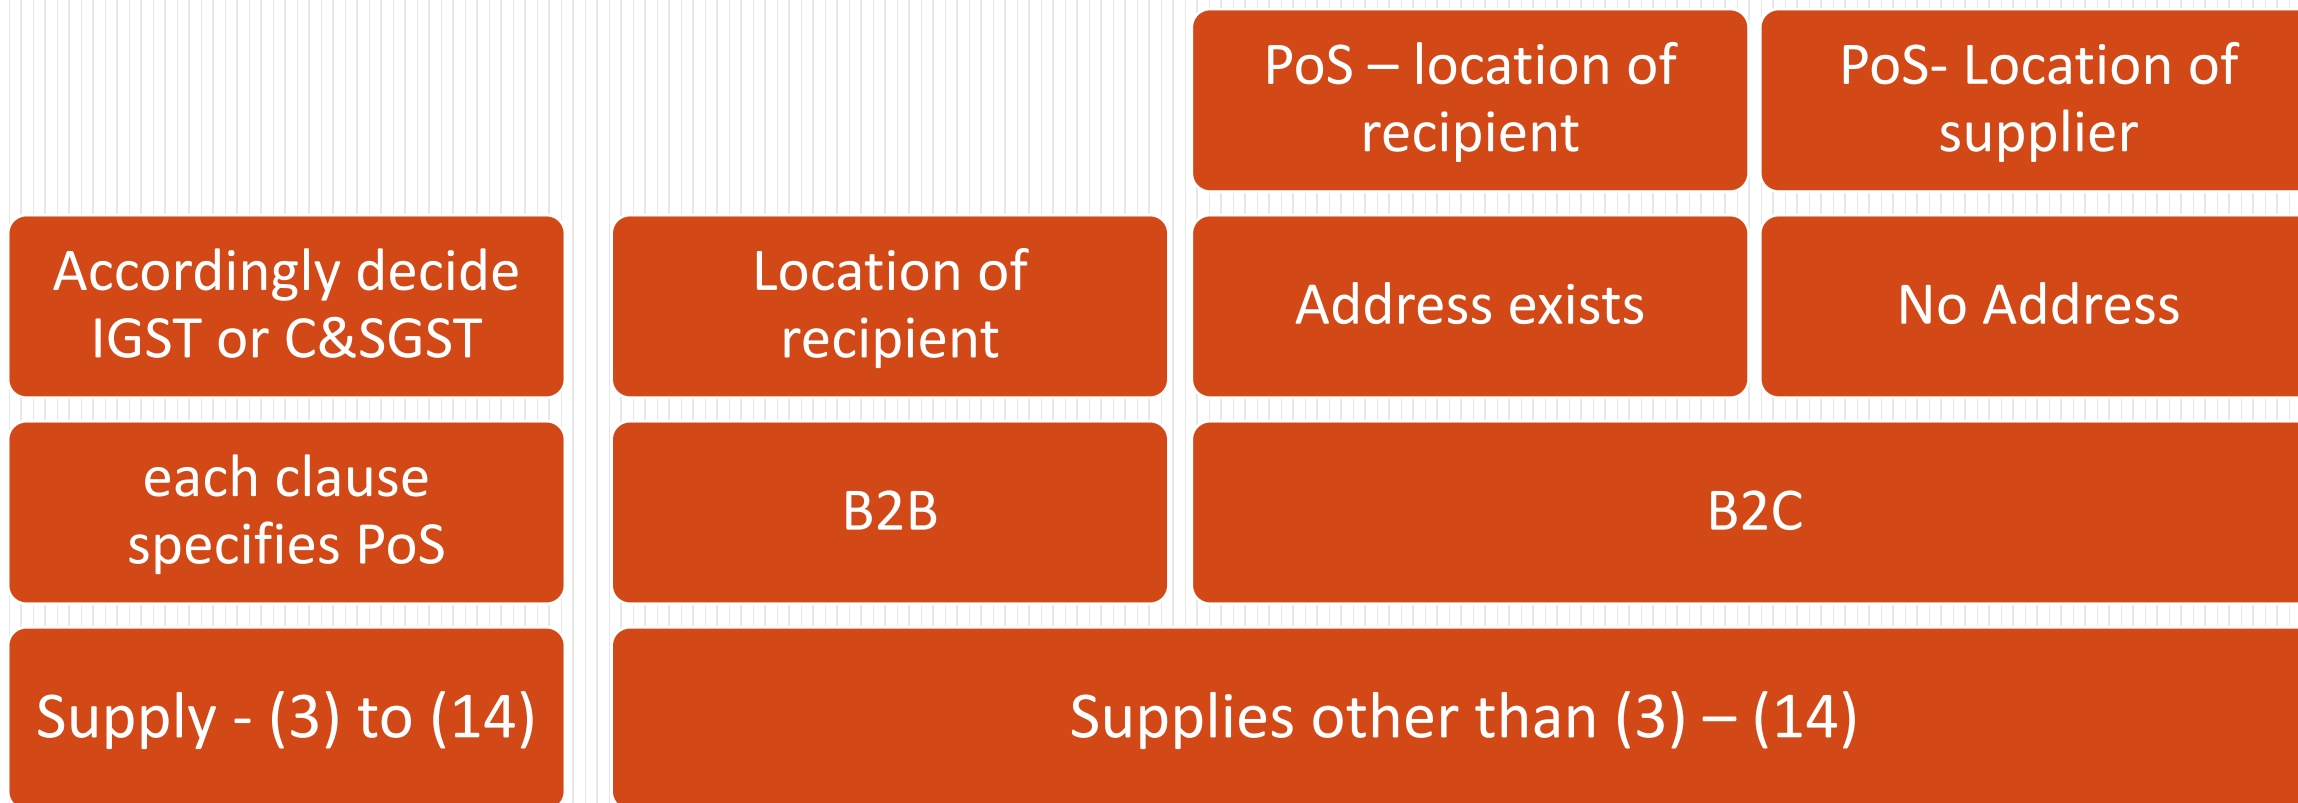 PoS – location of
recipient
PoS- Location of
supplier
Accordingly decide
IGST or C&SGST
Location of
recipient
Address exists
No Address
each clause
specifies PoS
B2B
B2C
Supply - (3) to (14)
Supplies other than (3) – (14)